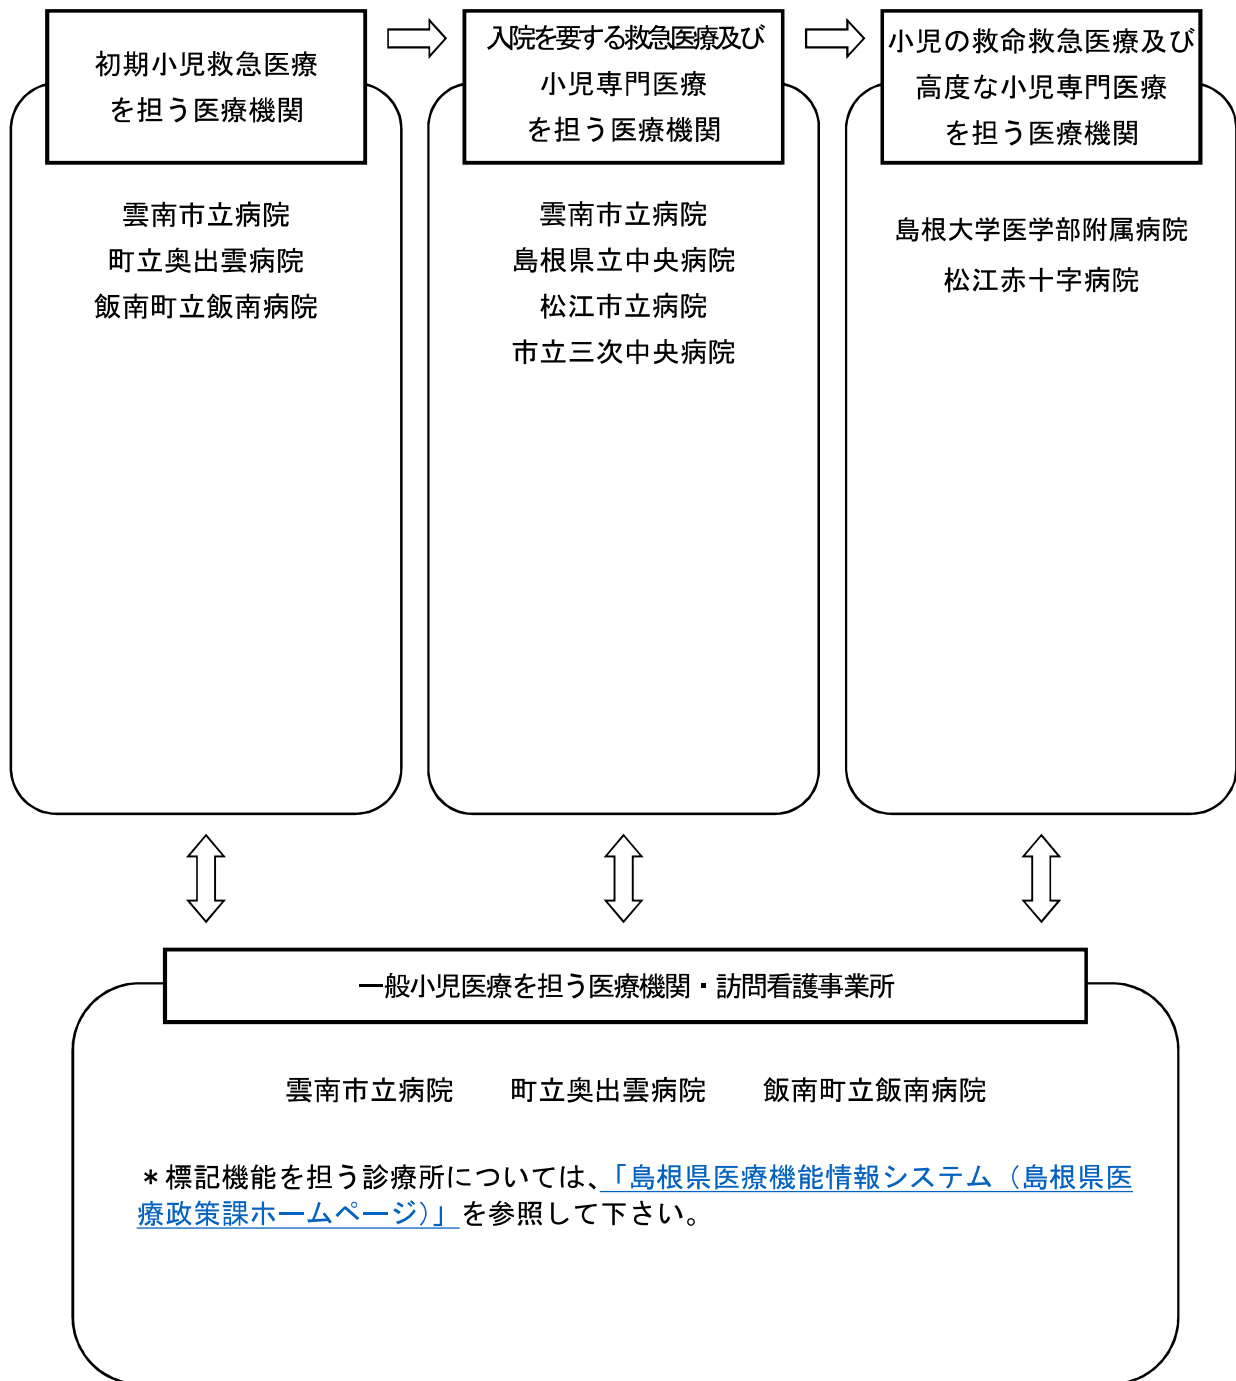 初期小児救急医療
を担う医療機関
雲南市立病院
町立奥出雲病院
飯南町立飯南病院
入院を要する救急医療及び
小児専門医療
を担う医療機関
雲南市立病院
島根県立中央病院
松江市立病院
市立三次中央病院
小児の救命救急医療及び
高度な小児専門医療
を担う医療機関
島根大学医学部附属病院
松江赤十字病院
一般小児医療を担う医療機関・訪問看護事業所
雲南市立病院　　町立奥出雲病院　　飯南町立飯南病院
＊標記機能を担う診療所については、「島根県医療機能情報システム（島根県医
療政策課ホームページ）」を参照して下さい。